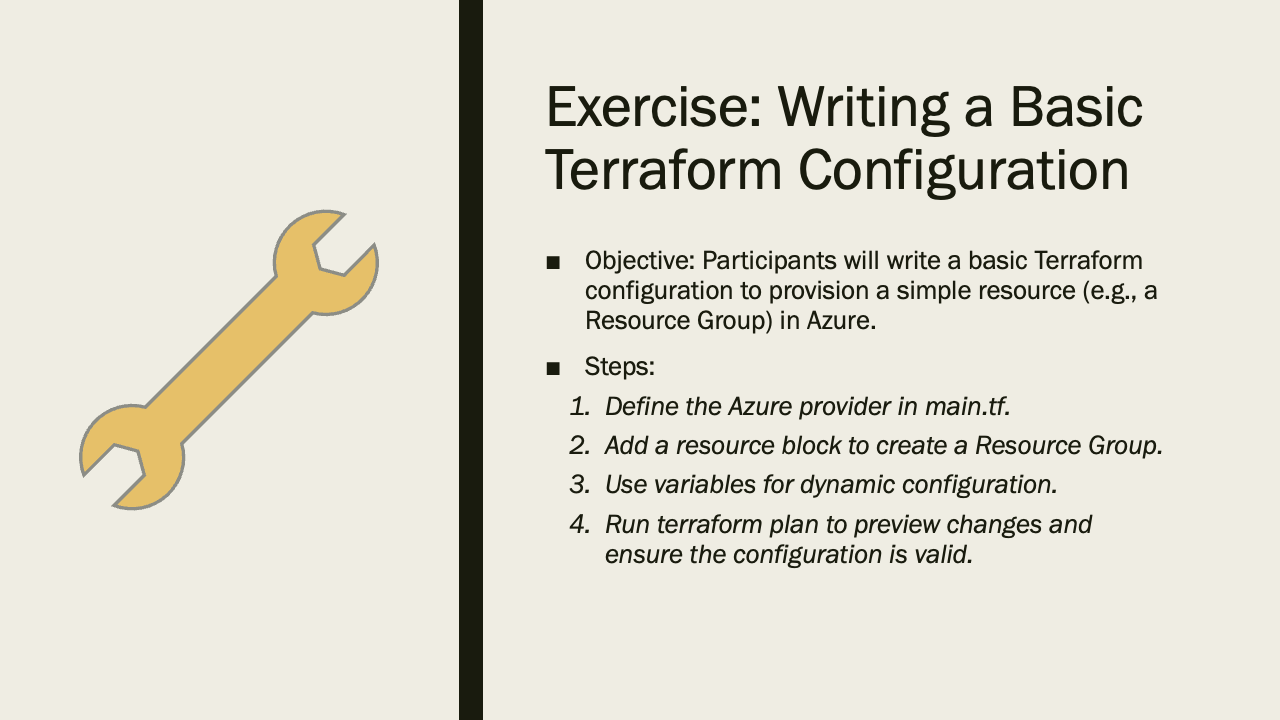 Exercise: Writing a Basic
Terraform Configuration
■ Objective: Participants will write a basic Terraform
configuration to provision a simple resource (e.g., a
Resource Group) in Azure.
■ Steps:
1. Define the Azure provider in main.tf.
2. Add a resource block to create a Resource Group.
3. Use variables for dynamic configuration.
4. Run terraform plan to preview changes and
ensure the configuration is valid.